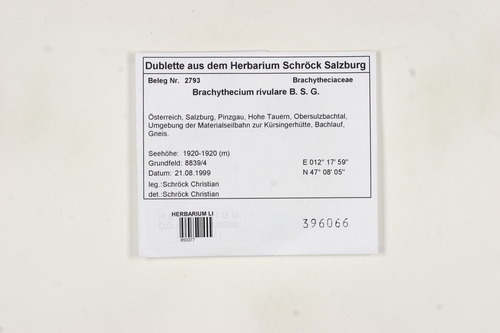 Dublette aus dem Herbarium Schröck Salzburg
Beleg Nr. 2793 Brachytheciaceae
Brachythecium rivulare B. S. G.
Österreich, Salzburg, Pinzgau, Hohe Tauern, Obersulzbachtal,
Umgebung der Materialseilbahn zur Kürsingerhütte, Bachlauf,
Gneis.
Seehöhe: 1920-1920 (m)
Grundfeld: 8839/4 E 012° 17' 59"
Datum: 21.08.1999 N 47° 08' 05"
leg.:Schröck Christian
det.:Schröck Christian
HERBARIUM LI
396066